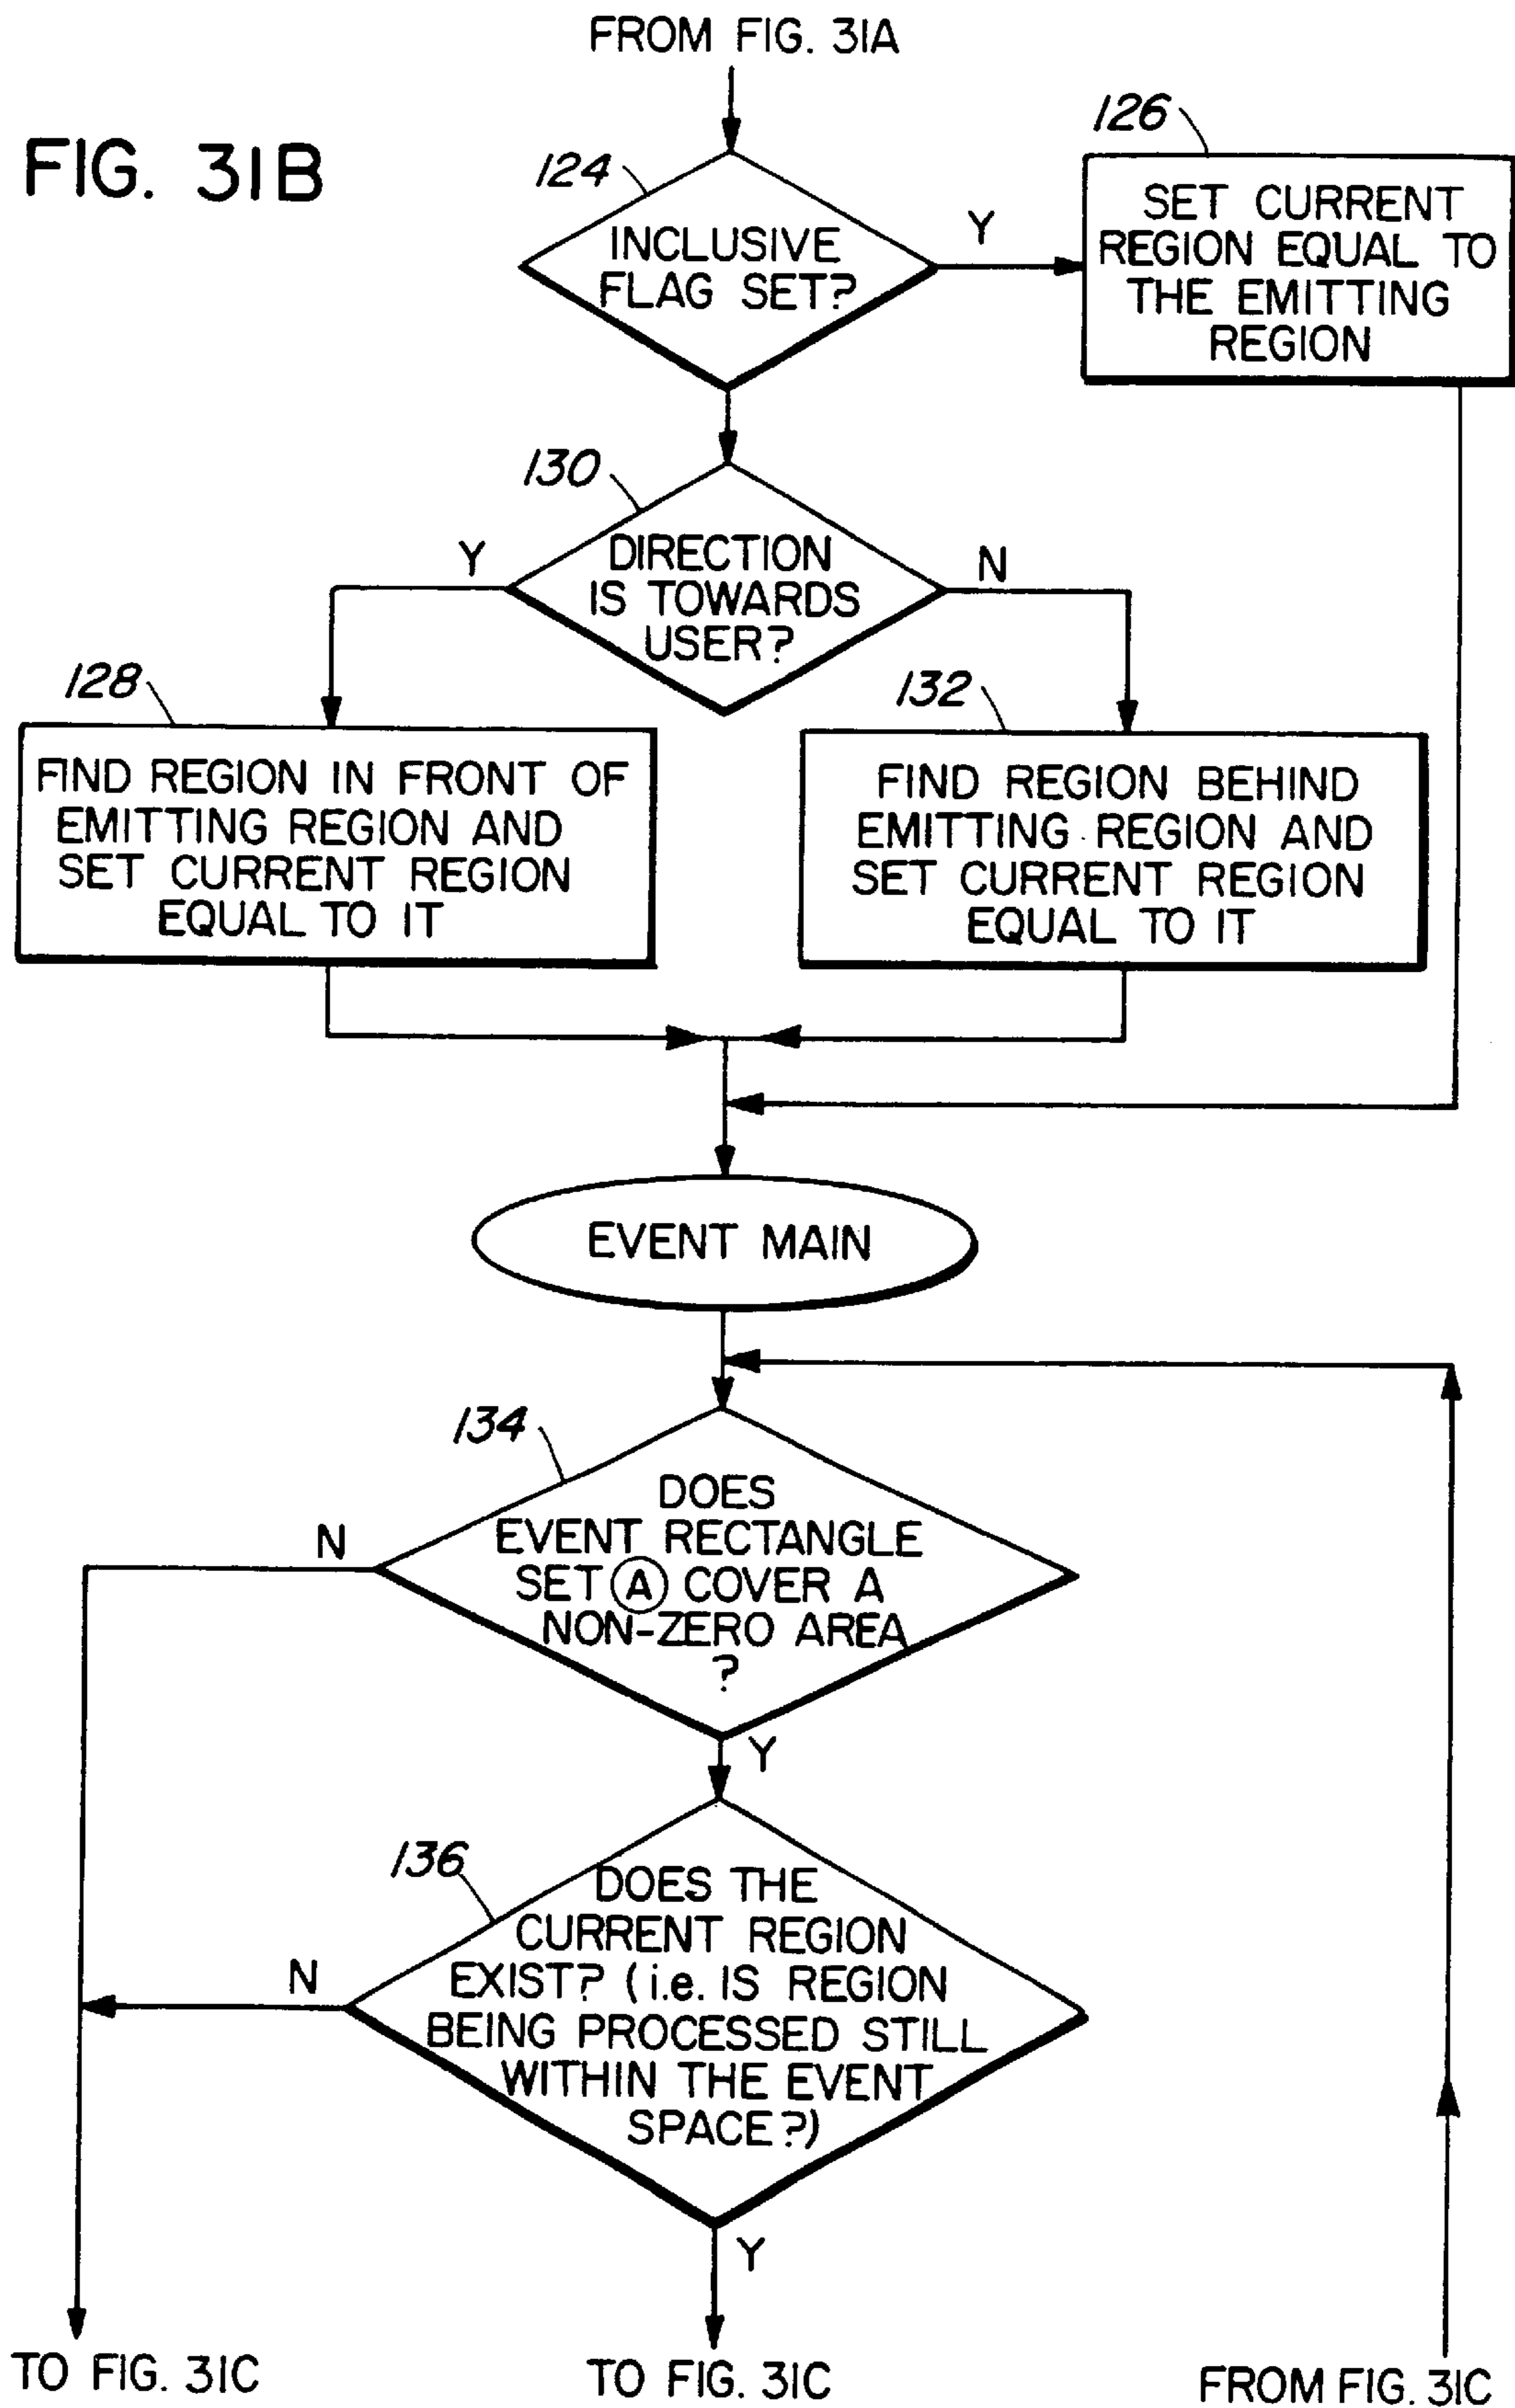 FROM FIG. 31A
FIG. 31B
124
INCLUSIVE
FLAG SET?
Y
126
SET CURRENT
REGION EQUAL TO
THE EMITTING
REGION
130
DIRECTION
IS TOWARDS
USER?
Y
N
128
FIND REGION IN FRONT OF
EMITTING REGION AND
SET CURRENT REGION
EQUAL TO IT
132
FIND REGION BEHIND
EMITTING REGION AND
SET CURRENT REGION
EQUAL TO IT
EVENT MAIN
134
DOES
EVENT RECTANGLE
SET A COVER A
NON-ZERO AREA
?
N
Y
136
DOES THE
CURRENT REGION
EXIST? (i.e. IS REGION
BEING PROCESSED STILL
WITHIN THE EVENT
SPACE?)
N
Y
TO FIG. 31C
TO FIG. 31C
FROM FIG. 31C